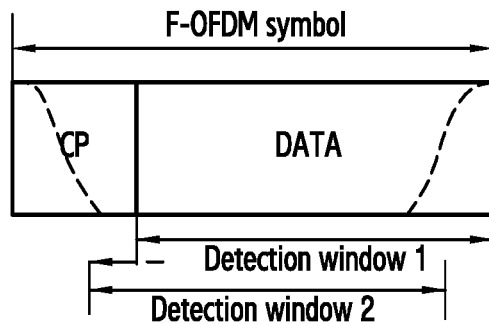 F-OFDM symbol
CP
DATA
Detection window 1
Detection window 2